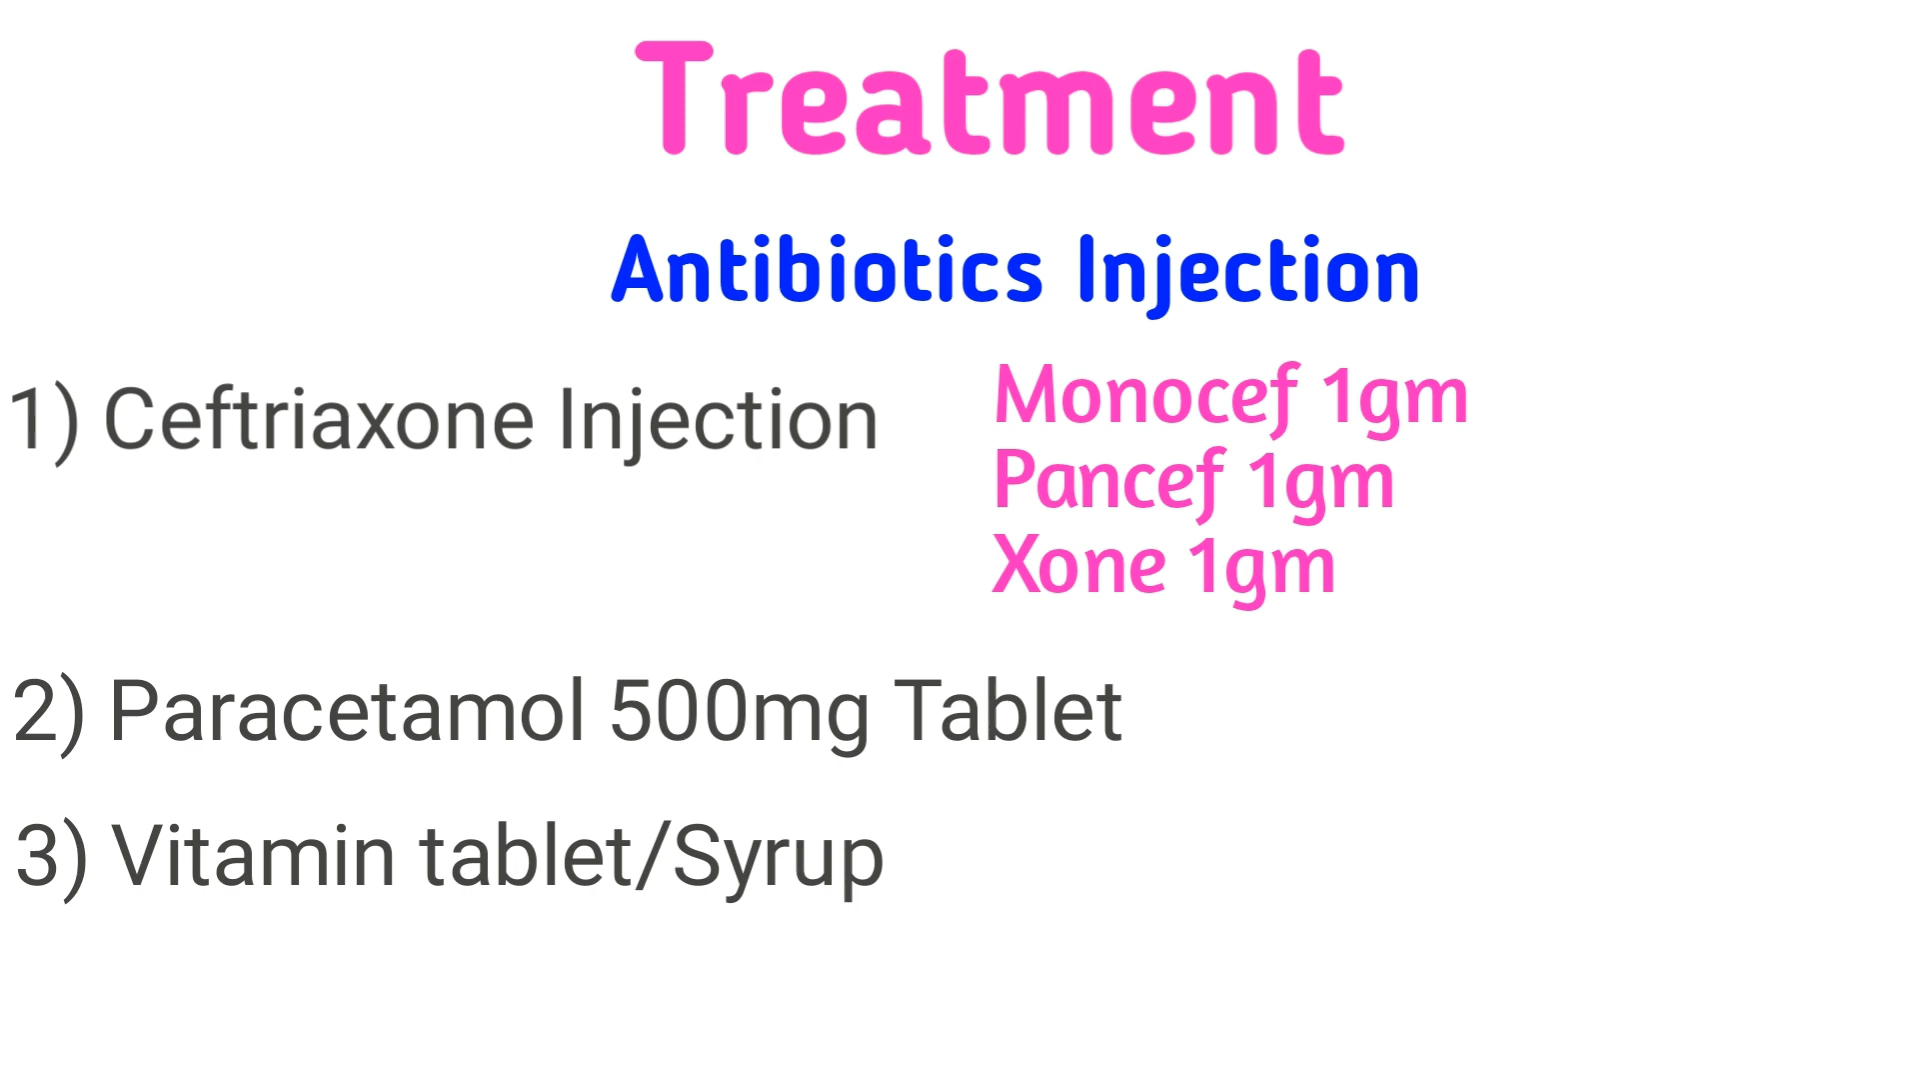 Treatment
Antibiotics Injection
1) Ceftriaxone Injection
Monocef 1gm
Pancef 1gm
Xone 1gm
2) Paracetamol 500mg Tablet
3) Vitamin tablet/Syrup